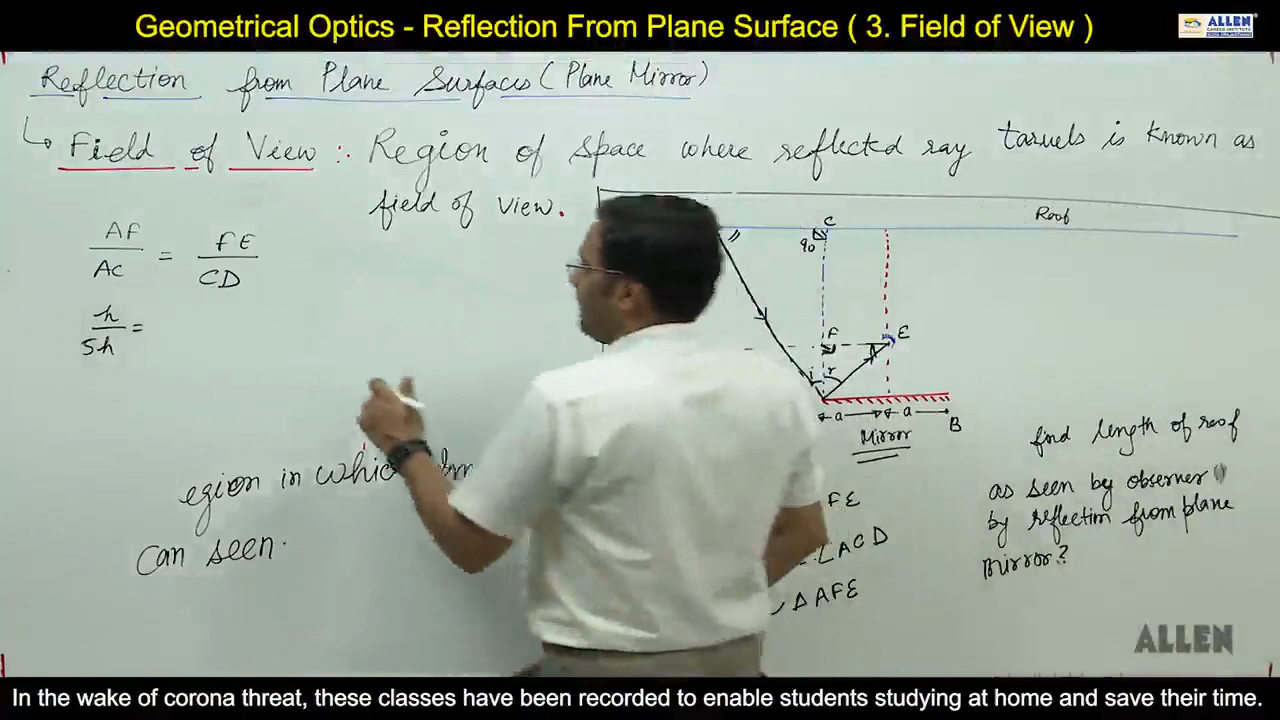 Geometrical Optics - Reflection From Plane Surface ( 3. Field of View )
ALLEN
Reflection from Plane Surfaces (Plane Mirror)
Field of View :. Region of space where reflected ray taruels is known as
field of view.
AF
AC
=
FE
CD
h
5h
=
C
Roof
90
F
E
i
r
a
a
B
Mirror
find length of roof
as seen by observer
by reflection from plane
mirror?
egion in which
can seen.
FE
LACD
ΔAFE
ALLEN
In the wake of corona threat, these classes have been recorded to enable students studying at home and save their time.